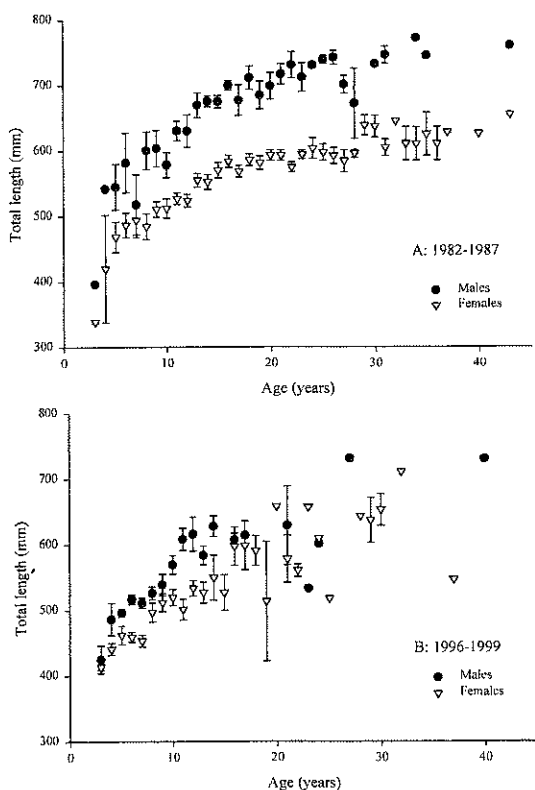 800
700
600
500
400
300
Total length (mm)
A: 1982-1987
Males
Females
0 10 20 30 40
Age (years)
800
700
600
500
400
300
Total length (mm)
B: 1996-1999
Males
Females
0 10 20 30 40
Age (years)